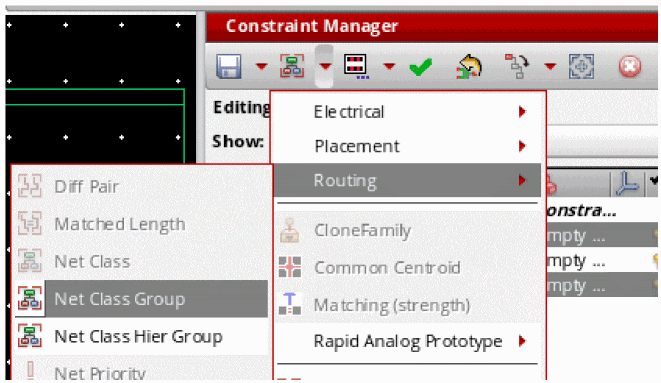 Constraint Manager
Editing
Show:
Electrical
Placement
Routing
onstra...
mpty ...
mpty ...
mpty ...
CloneFamily
Common Centroid
Matching (strength)
Rapid Analog Prototype
Diff Pair
Matched Length
Net Class
Net Class Group
Net Class Hier Group
Net Priority